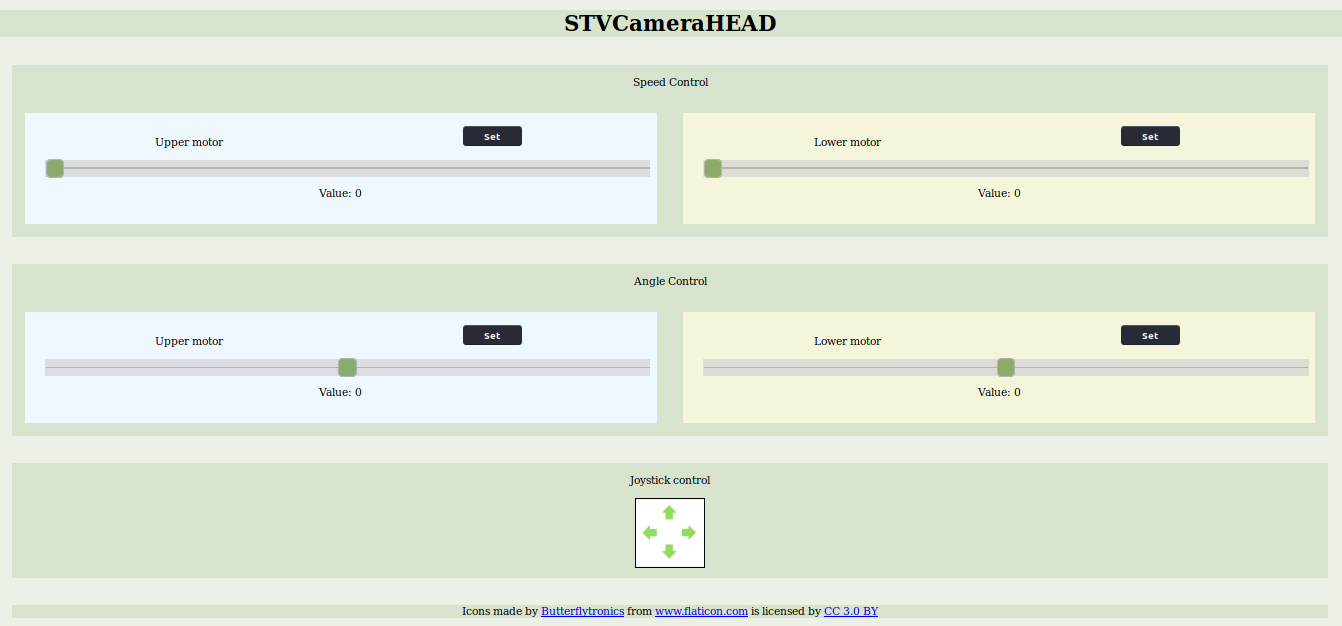 STVCameraHEAD
Speed Control
Upper motor
Set
Value: 0
Lower motor
Set
Value: 0
Angle Control
Upper motor
Set
Value: 0
Lower motor
Set
Value: 0
Joystick control
Icons made by Butterflytronics from www.flaticon.com is licensed by CC 3.0 BY